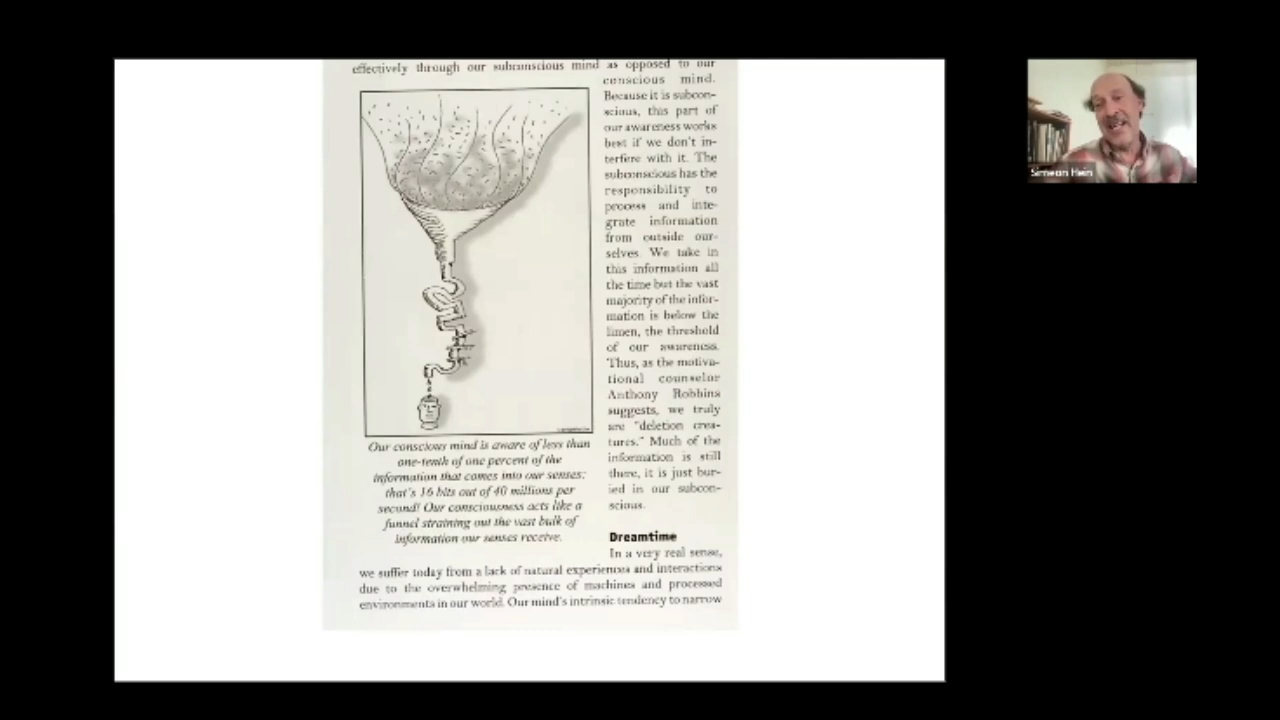 effectively through our subconscious mind as opposed to our
conscious mind.
Because it is subcon-
scious, this part of
our awareness works
best if we don't in-
terfere with it. The
subconscious has the
responsibility to
process and inte-
grate information
from outside our-
selves. We take in
this information all
the time but the vast
majority of the infor-
mation is below the
limen, the threshold
of our awareness.
Thus, as the motiva-
tional counselor
Anthony Robbins
suggests, we truly
are "deletion crea-
tures." Much of the
information is still
there, it is just bur-
ied in our subcon-
scious.
Our conscious mind is aware of less than
one-tenth of one percent of the
information that comes into our senses:
that's 16 bits out of 40 millions per
second! Our consciousness acts like a
funnel straining out the vast bulk of
information our senses receive.
Dreamtime
In a very real sense,
we suffer today from a lack of natural experiences and interactions
due to the overwhelming presence of machines and processed
environments in our world. Our mind's intrinsic tendency to narrow
Simeon Hein